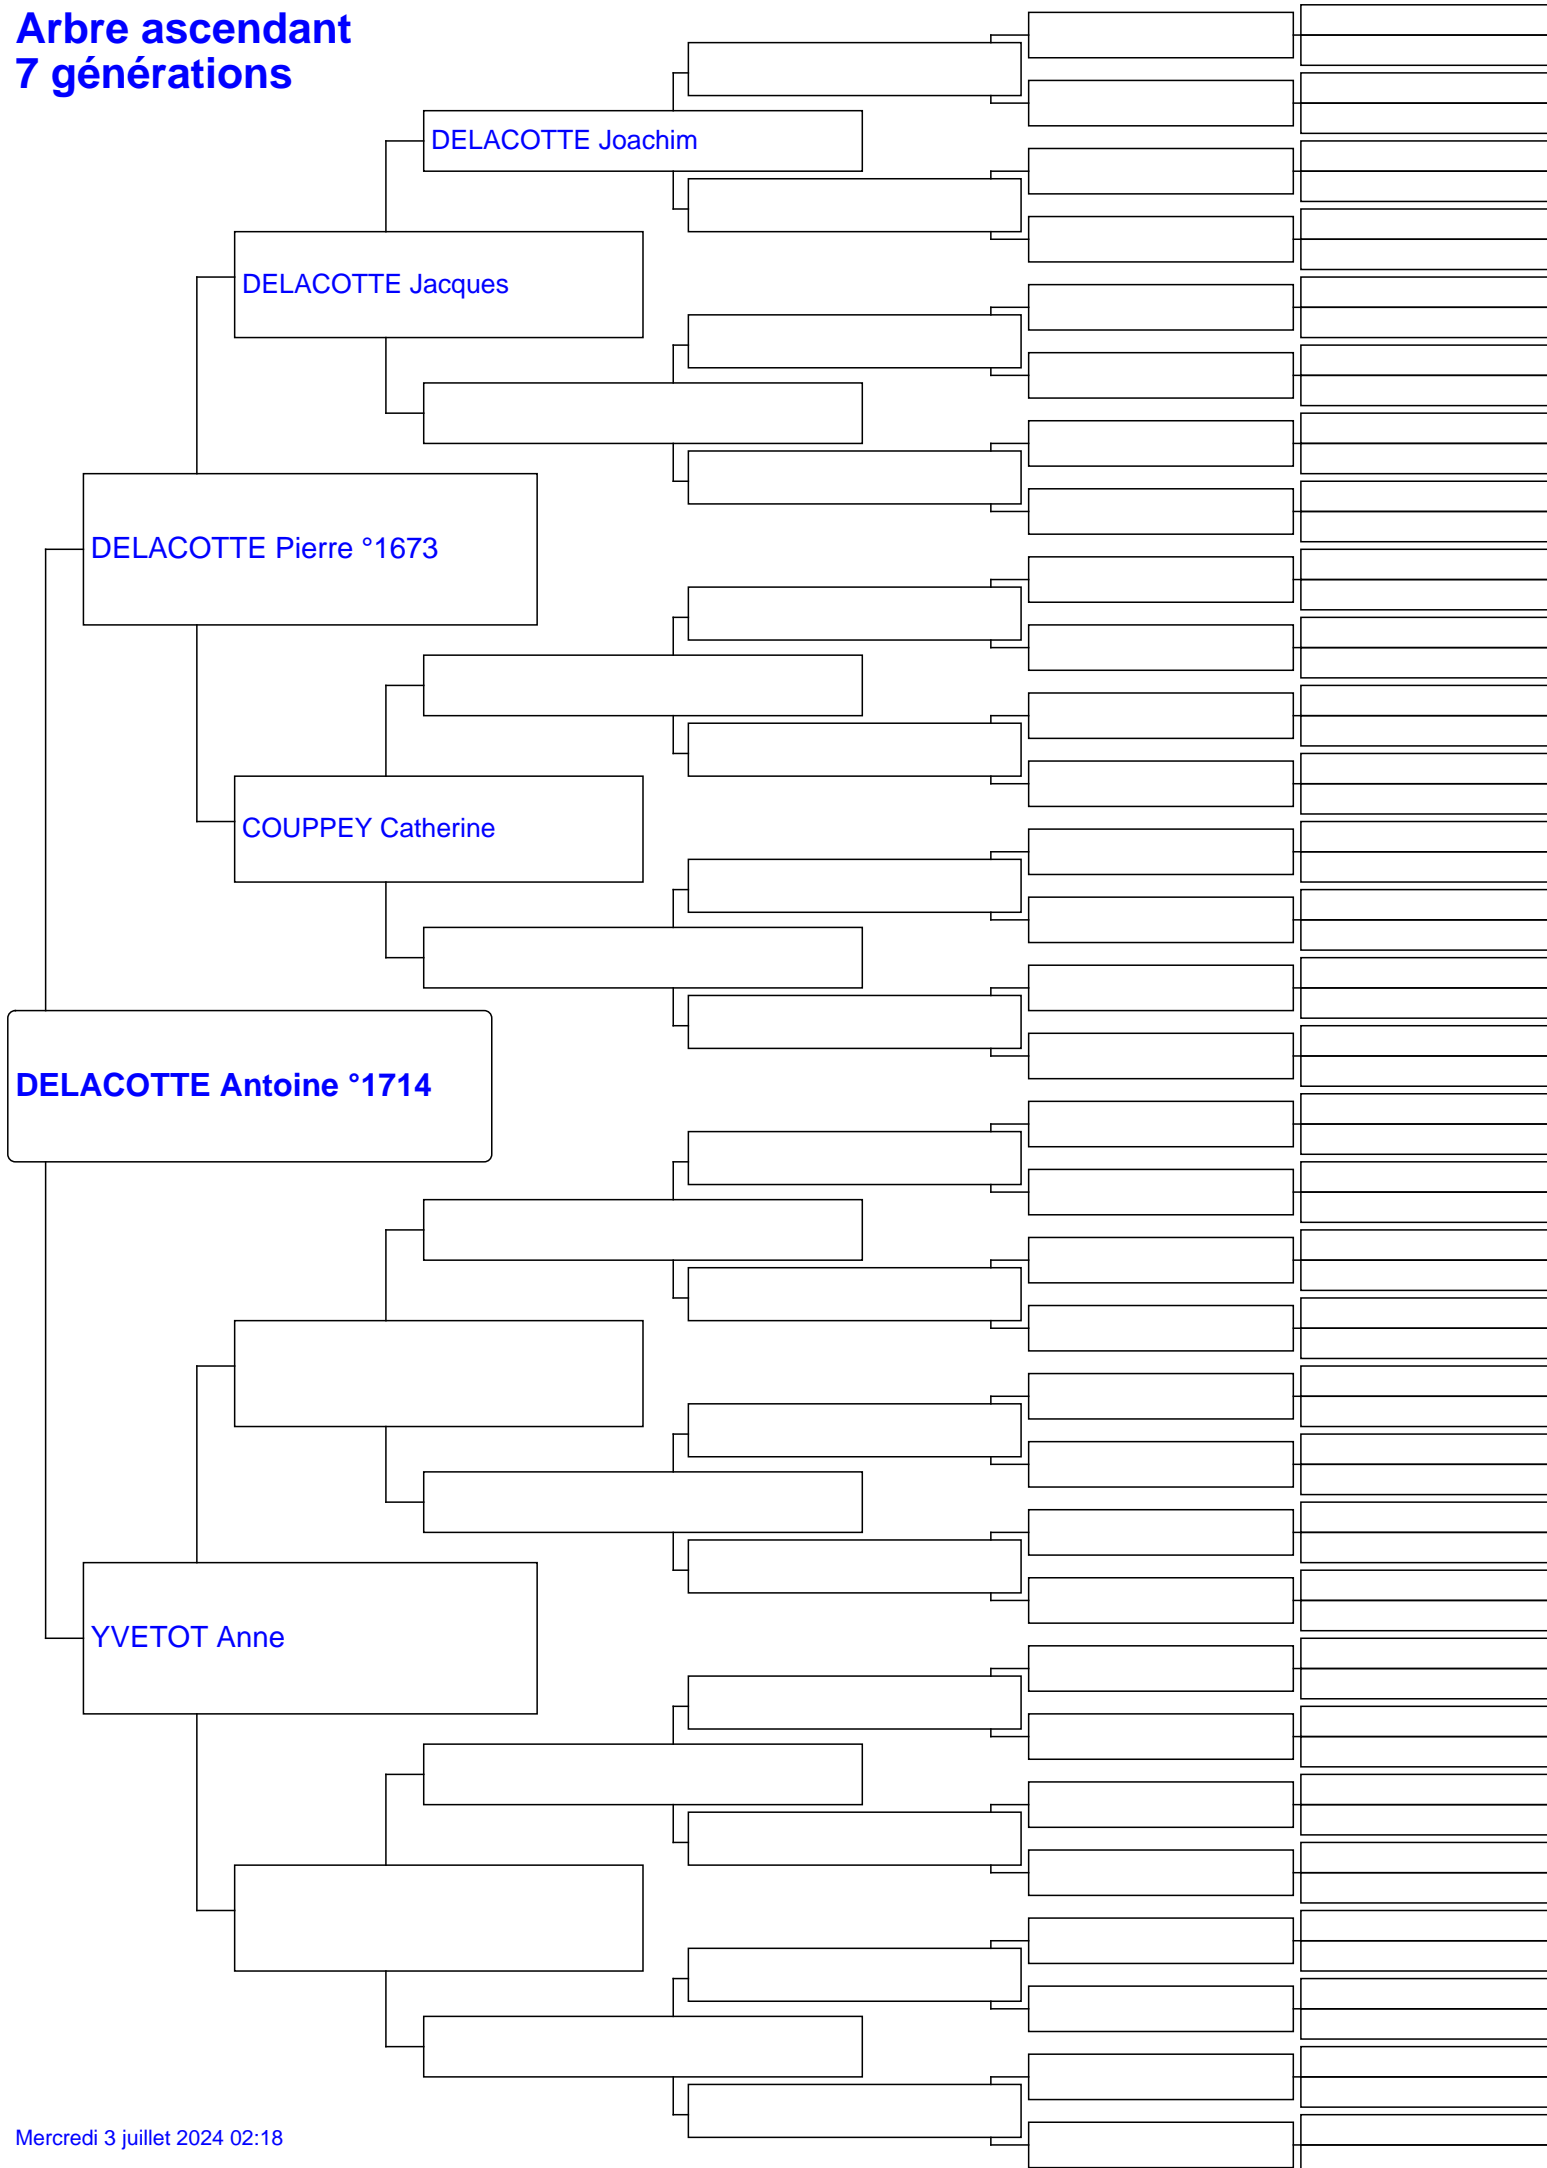 Arbre ascendant
7 générations
DELACOTTE Joachim
DELACOTTE Jacques
DELACOTTE Pierre °1673
COUPPEY Catherine
DELACOTTE Antoine °1714
YVETOT Anne
Mercredi 3 juillet 2024 02:18